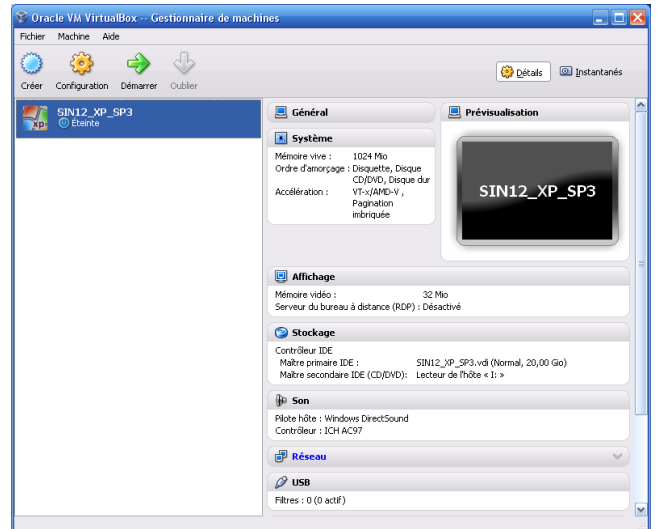 Oracle VM VirtualBox -- Gestionnaire de machines
Fichier Machine Aide
Créer Configuration Démarrer Oublier
Détails Instantanés
SIN12_XP_SP3
Éteinte
xp
Général
Système
Mémoire vive : 1024 Mio
Ordre d'amorçage : Disquette, Disque
CD/DVD, Disque dur
Accélération : VT-x/AMD-V ,
Pagination
imbriquée
Prévisualisation
SIN12_XP_SP3
Affichage
Mémoire vidéo : 32 Mio
Serveur du bureau à distance (RDP) : Désactivé
Stockage
Contrôleur IDE
Maître primaire IDE : SIN12_XP_SP3.vdi (Normal, 20,00 Gio)
Maître secondaire IDE (CD/DVD): Lecteur de l'hôte « I: »
Son
Pilote hôte : Windows DirectSound
Contrôleur : ICH AC97
Réseau
USB
Filtres : 0 (0 actif)